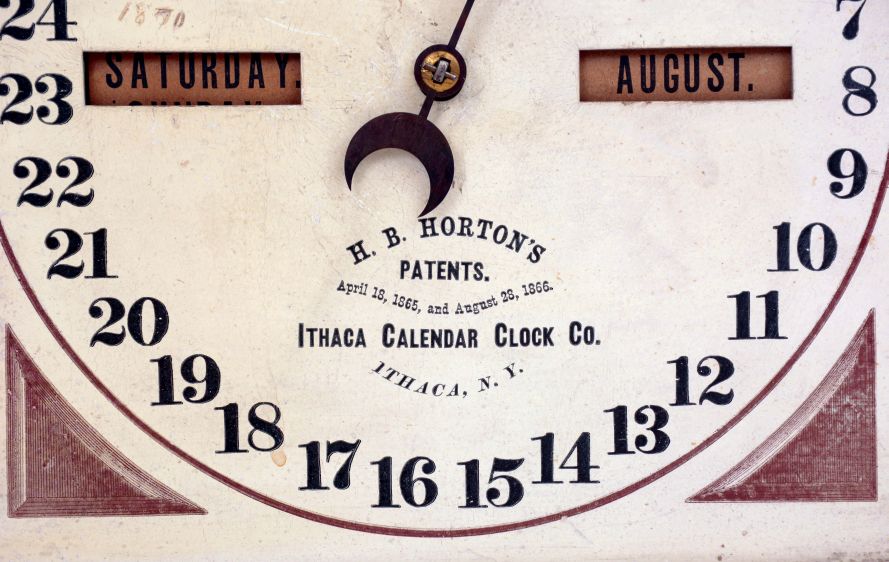 24
1870
7
SATURDAY.
SUNDAY
AUGUST.
23
8
22
9
21
10
20
11
19
12
18
13
17
16
15
14
H. B. HORTON'S
PATENTS.
April 18, 1865, and August 28, 1866.
ITHACA CALENDAR CLOCK CO.
ITHACA, N. Y.